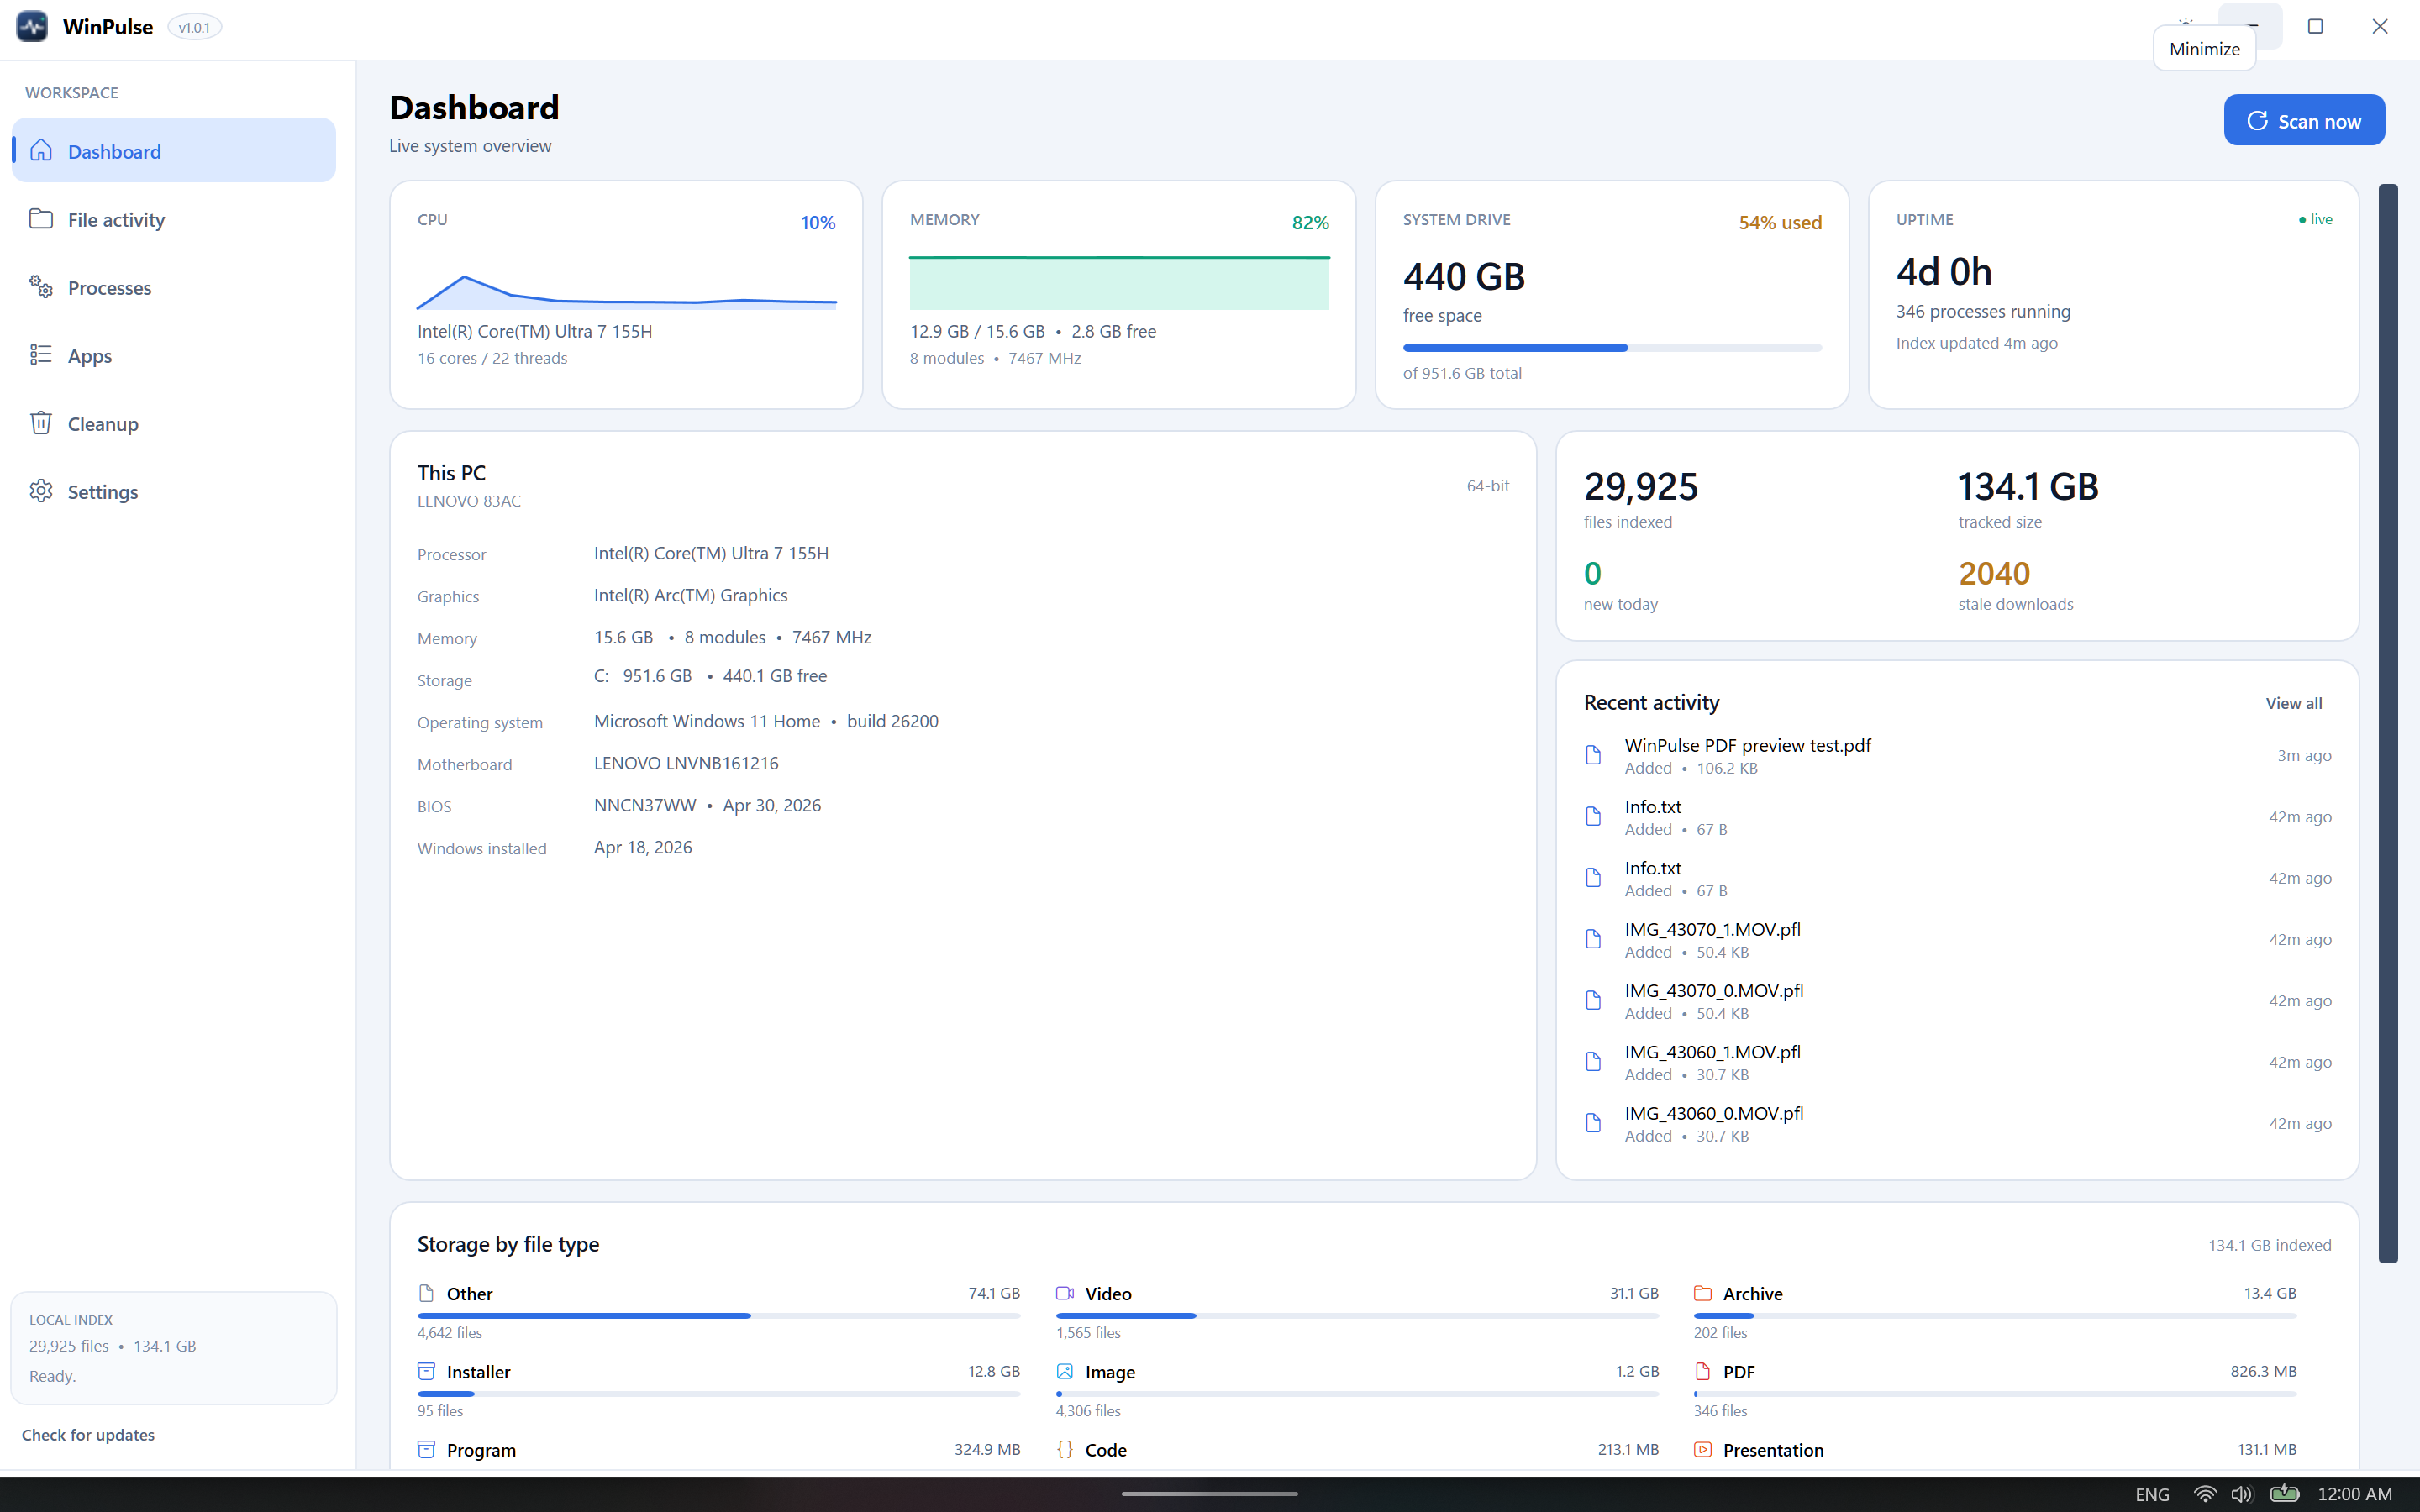 WinPulse v1.0.1
Minimize
WORKSPACE
Dashboard
File activity
Processes
Apps
Cleanup
Settings
LOCAL INDEX
29,925 files • 134.1 GB
Ready.
Check for updates
Dashboard
Live system overview
Scan now
CPU 10%
Intel(R) Core(TM) Ultra 7 155H
16 cores / 22 threads
MEMORY 82%
12.9 GB / 15.6 GB • 2.8 GB free
8 modules • 7467 MHz
SYSTEM DRIVE 54% used
440 GB
free space
of 951.6 GB total
UPTIME • live
4d 0h
346 processes running
Index updated 4m ago
This PC
LENOVO 83AC
64-bit
Processor Intel(R) Core(TM) Ultra 7 155H
Graphics Intel(R) Arc(TM) Graphics
Memory 15.6 GB • 8 modules • 7467 MHz
Storage C: 951.6 GB • 440.1 GB free
Operating system Microsoft Windows 11 Home • build 26200
Motherboard LENOVO LNVNB161216
BIOS NNCN37WW • Apr 30, 2026
Windows installed Apr 18, 2026
29,925
files indexed
134.1 GB
tracked size
0
new today
2040
stale downloads
Recent activity View all
WinPulse PDF preview test.pdf
Added • 106.2 KB
3m ago
Info.txt
Added • 67 B
42m ago
Info.txt
Added • 67 B
42m ago
IMG_43070_1.MOV.pfl
Added • 50.4 KB
42m ago
IMG_43070_0.MOV.pfl
Added • 50.4 KB
42m ago
IMG_43060_1.MOV.pfl
Added • 30.7 KB
42m ago
IMG_43060_0.MOV.pfl
Added • 30.7 KB
42m ago
Storage by file type 134.1 GB indexed
Other 74.1 GB
4,642 files
Video 31.1 GB
1,565 files
Archive 13.4 GB
202 files
Installer 12.8 GB
95 files
Image 1.2 GB
4,306 files
PDF 826.3 MB
346 files
Program 324.9 MB
Code 213.1 MB
Presentation 131.1 MB
ENG 12:00 AM